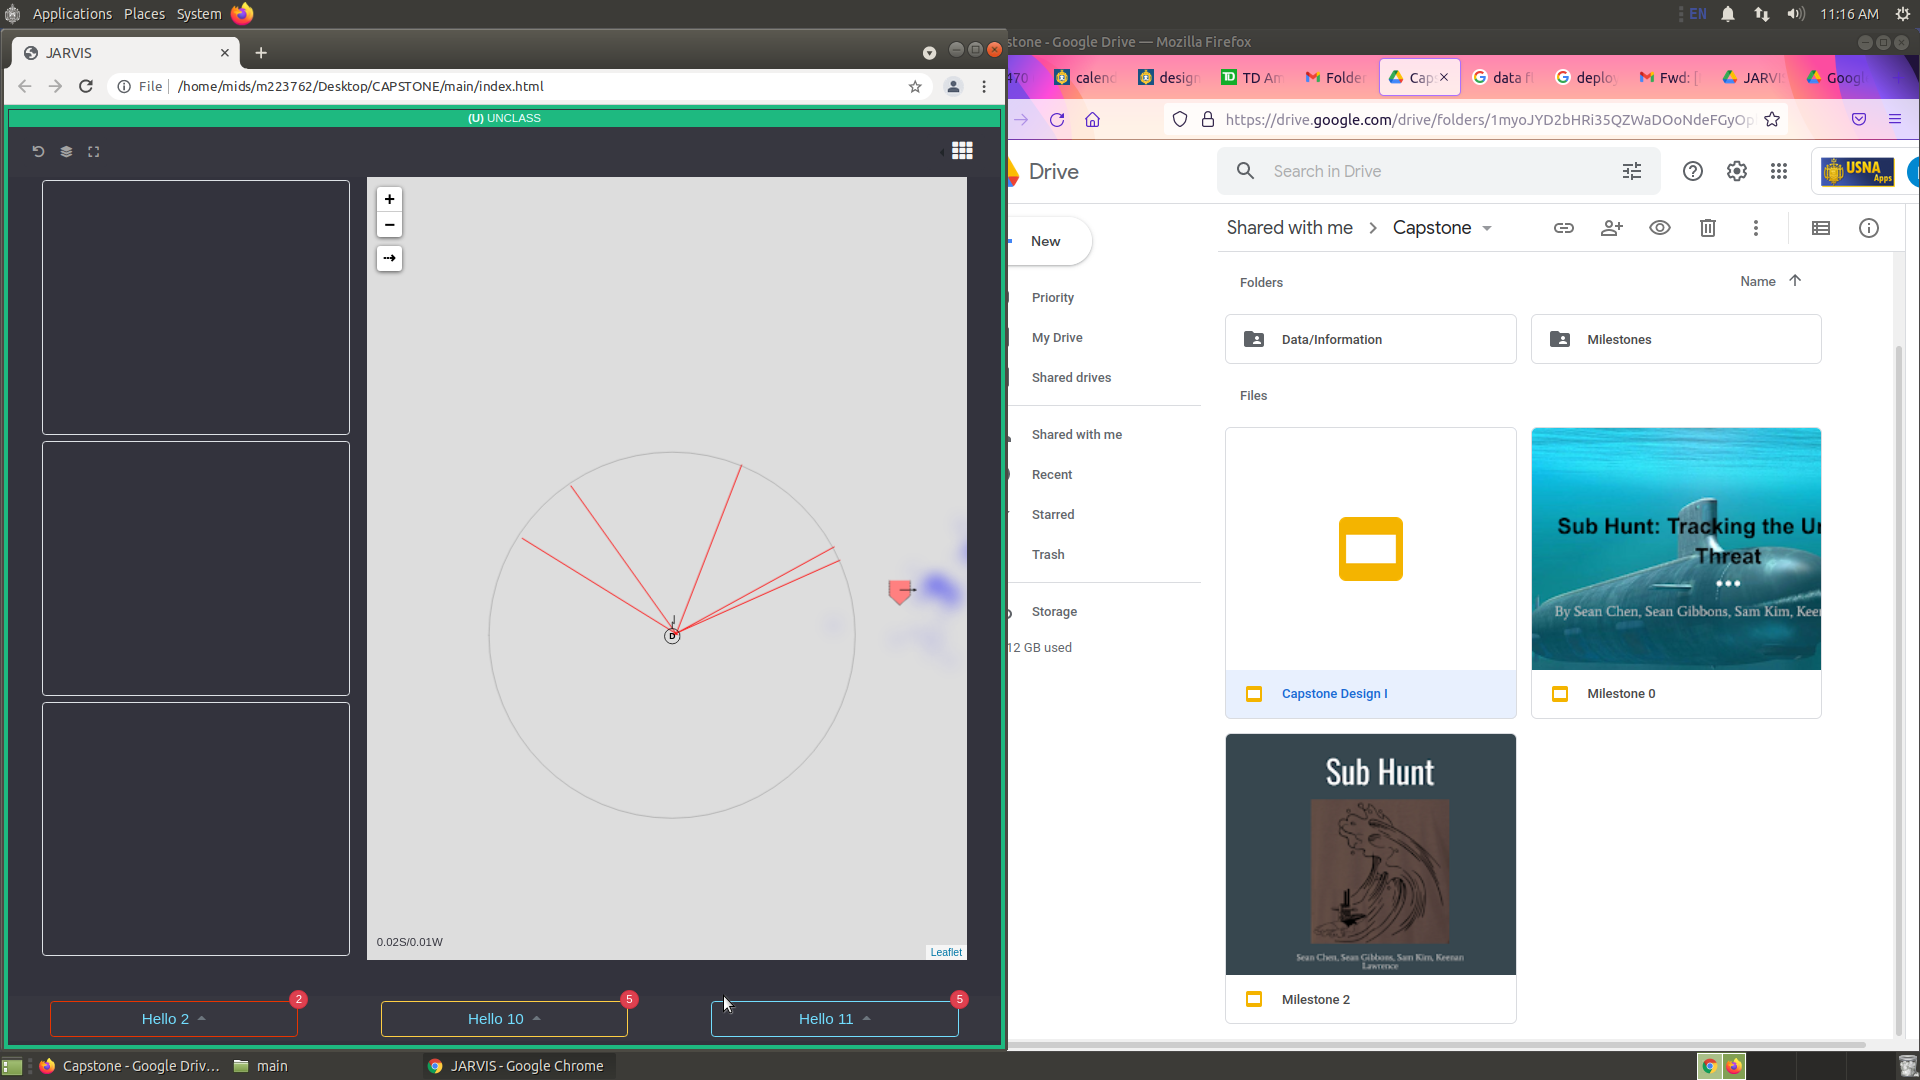 Applications Places System
EN 11:16 AM
JARVIS
File /home/mids/m223762/Desktop/CAPSTONE/main/index.html
(U) UNCLASS
+
−
D
0.02S/0.01W
Leaflet
2
Hello 2
5
Hello 10
5
Hello 11
stone - Google Drive — Mozilla Firefox
470 calend design TD Am Folder Cap data fl deploy Fwd: [ JARVI Googl
https://drive.google.com/drive/folders/1myoJYD2bHRi35QZWaDOoNdeFGyOp
Drive
Search in Drive
USNA
Apps
New
Shared with me Capstone
Priority
My Drive
Shared drives
Shared with me
Recent
Starred
Trash
Storage
12 GB used
Folders
Name
Data/Information
Milestones
Files
Capstone Design I
Sub Hunt: Tracking the Un
Threat
By Sean Chen, Sean Gibbons, Sam Kim, Keen
Milestone 0
Sub Hunt
Sean Chen, Sean Gibbons, Sam Kim, Keenan
Lawrence
Milestone 2
Capstone - Google Driv... main JARVIS - Google Chrome